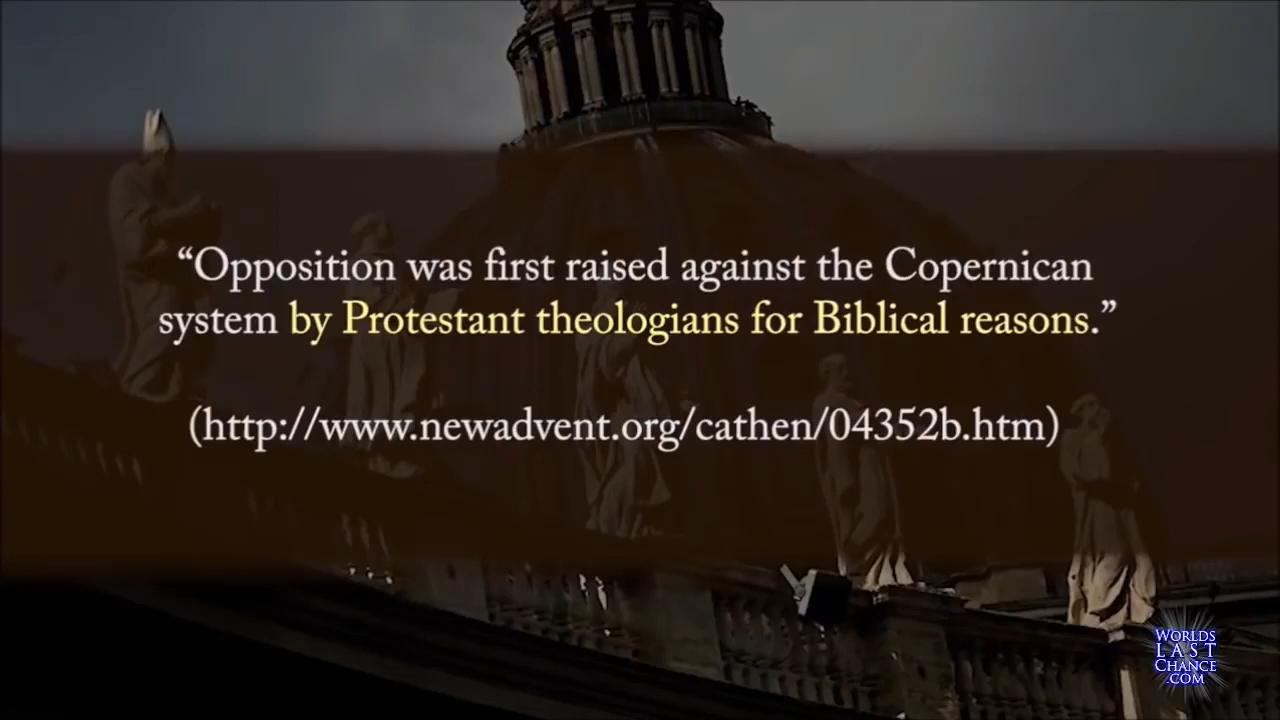 “Opposition was first raised against the Copernican
system by Protestant theologians for Biblical reasons.”
(http://www.newadvent.org/cathen/04352b.htm)
WORLDS
LAST
CHANCE
.COM